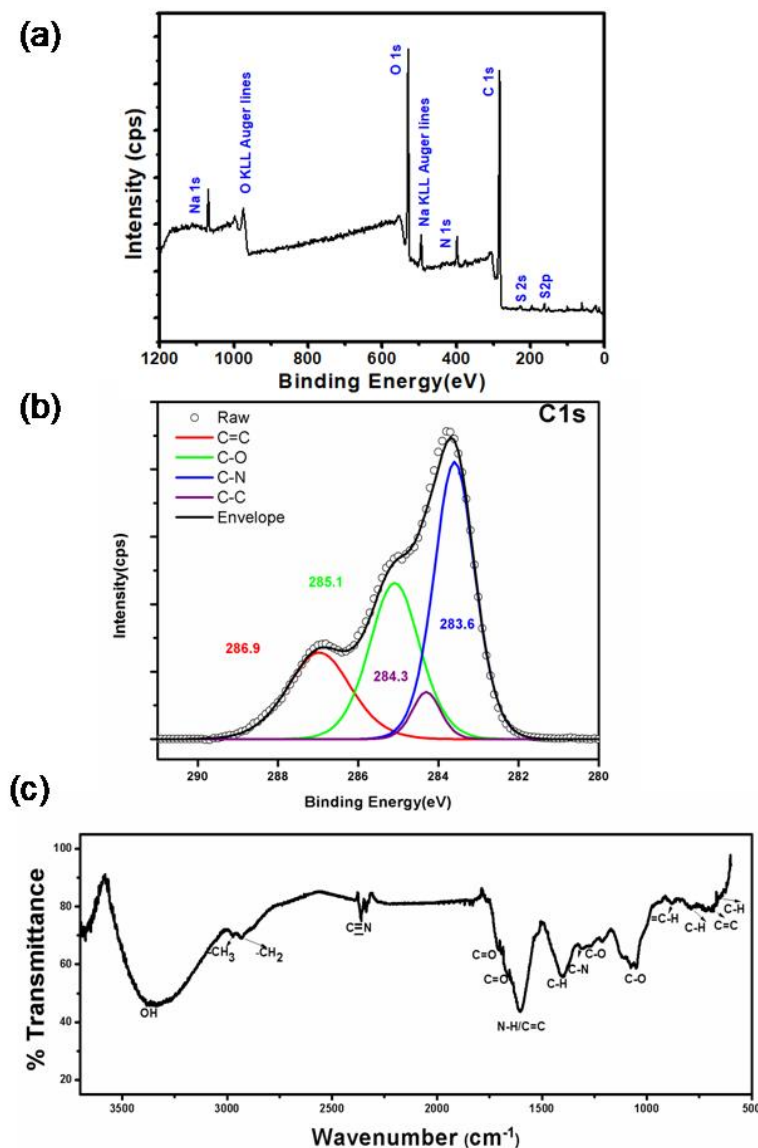 (a)
Intensity (cps)
Na 1s
O KLL Auger lines
O 1s
Na KLL Auger lines
N 1s
C 1s
S 2s
S2p
1200 1000 800 600 400 200 0
Binding Energy(eV)
(b)
C1s
Raw
C=C
C-O
C-N
C-C
Envelope
Intensity(cps)
285.1
286.9
284.3
283.6
290 288 286 284 282 280
Binding Energy(eV)
(c)
% Transmittance
100
80
60
40
20
OH
-CH3
-CH2
C=N
C=O
C=O
N-H/C=C
C-H
C-N
C-O
C-O
=C-H
C-H
C=C
C-H
3500 3000 2500 2000 1500 1000 500
Wavenumber (cm-1)